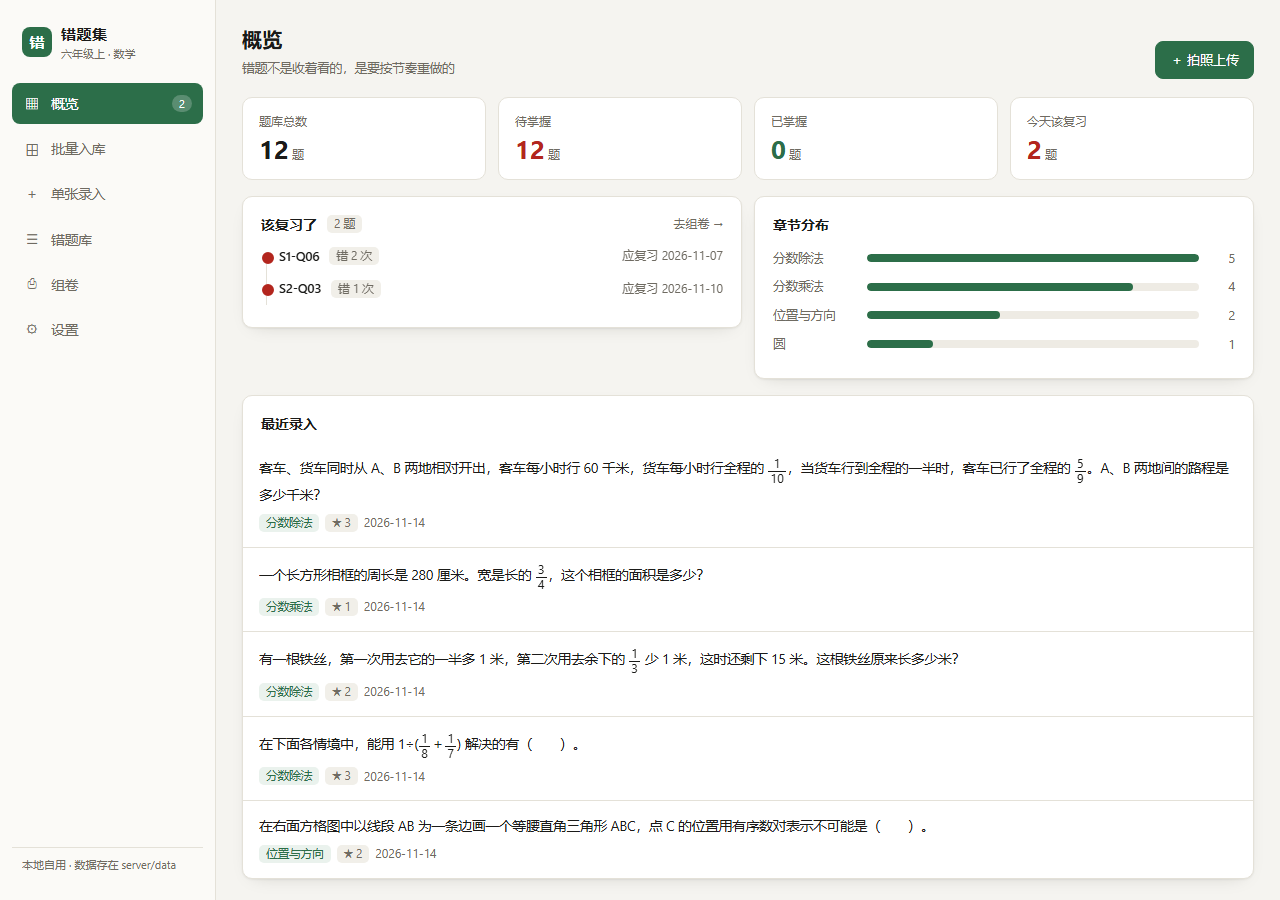 错
错题集
六年级上 · 数学
概览 2
批量入库
+ 单张录入
错题库
组卷
设置
本地自用 · 数据存在 server/data
概览
错题不是收着看的，是要按节奏重做的
+ 拍照上传
题库总数
12 题
待掌握
12 题
已掌握
0 题
今天该复习
2 题
该复习了 2 题 去组卷 →
S1-Q06 错 2 次 应复习 2026-11-07
S2-Q03 错 1 次 应复习 2026-11-10
章节分布
分数除法 5
分数乘法 4
位置与方向 2
圆 1
最近录入
客车、货车同时从 A、B 两地相对开出，客车每小时行 60 千米，货车每小时行全程的 1/10，当货车行到全程的一半时，客车已行了全程的 5/9。A、B 两地间的路程是
多少千米？
分数除法 ★ 3 2026-11-14
一个长方形相框的周长是 280 厘米。宽是长的 3/4，这个相框的面积是多少？
分数乘法 ★ 1 2026-11-14
有一根铁丝，第一次用去它的一半多 1 米，第二次用去余下的 1/3 少 1 米，这时还剩下 15 米。这根铁丝原来长多少米？
分数除法 ★ 2 2026-11-14
在下面各情境中，能用 1÷(1/8 + 1/7) 解决的有（　　）。
分数除法 ★ 3 2026-11-14
在右面方格图中以线段 AB 为一条边画一个等腰直角三角形 ABC，点 C 的位置用有序数对表示不可能是（　　）。
位置与方向 ★ 2 2026-11-14